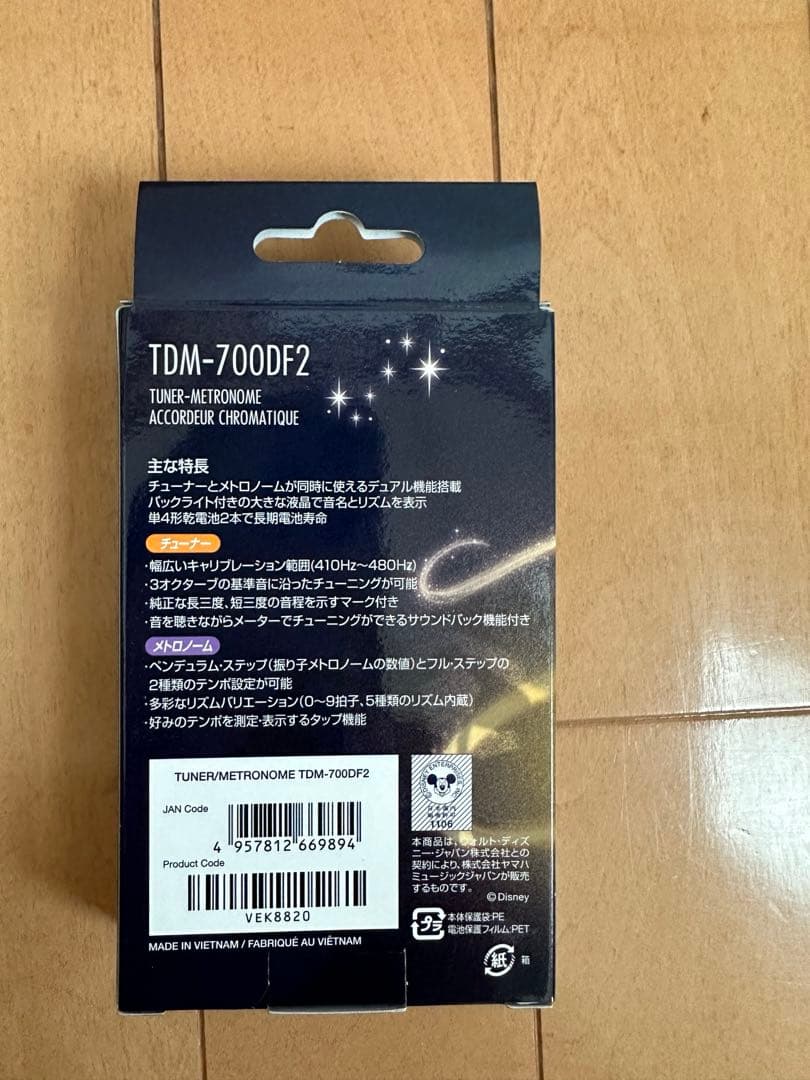 TDM-700DF2
TUNER-METRONOME
ACCORDEUR CHROMATIQUE
主な特長
チューナーとメトロノームが同時に使えるデュアル機能搭載
バックライト付きの大きな液晶で音名とリズムを表示
単4形乾電池2本で長期電池寿命
チューナー
・幅広いキャリブレーション範囲(410Hz～480Hz)
・3オクターブの基準音に沿ったチューニングが可能
・純正な長三度、短三度の音程を示すマーク付き
・音を聴きながらメーターでチューニングができるサウンドバック機能付き
メトロノーム
・ペンデュラム・ステップ(振り子メトロノームの数値)とフル・ステップの
2種類のテンポ設定が可能
・多彩なリズムバリエーション(0～9拍子、5種類のリズム内蔵)
・好みのテンポを測定・表示するタップ機能
TUNER/METRONOME TDM-700DF2
JAN Code
4 957812 669894
Product Code
VEK8820
MADE IN VIETNAM / FABRIQUÉ AU VIÊTNAM
1106
本商品は、ウォルト・ディズ
ニー・ジャパン株式会社との
契約により、株式会社ヤマハ
ミュージックジャパンが販売
するものです。
©Disney
プラ
本体保護袋:PE
電池保護フィルム:PET
紙
箱